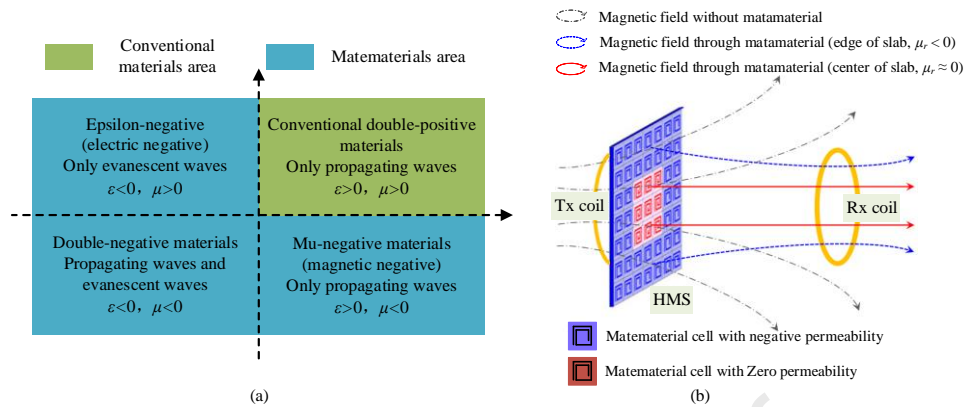 Conventional
materials area
Matematerials area
Epsilon-negative
(electric negative)
Only evanescent waves
ε<0，μ>0
Conventional double-positive
materials
Only propagating waves
ε>0，μ>0
Double-negative materials
Propagating waves and
evanescent waves
ε<0，μ<0
Mu-negative materials
(magnetic negative)
Only propagating waves
ε>0，μ<0
(a)
Magnetic field without matamaterial
Magnetic field through matamaterial (edge of slab, μr < 0)
Magnetic field through matamaterial (center of slab, μr ≈ 0)
Tx coil
Rx coil
HMS
Matematerial cell with negative permeability
Matematerial cell with Zero permeability
(b)